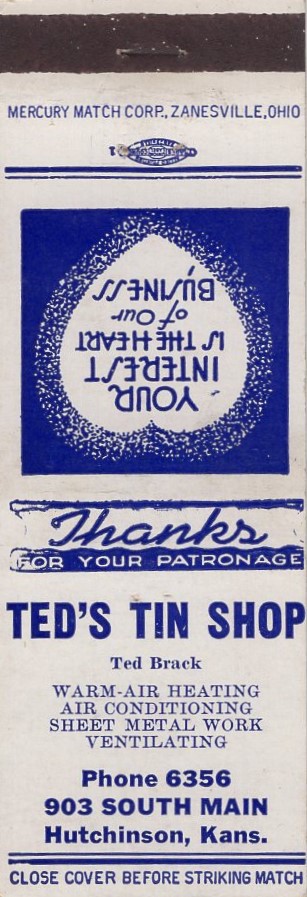 MERCURY MATCH CORP., ZANESVILLE, OHIO
YOUR
INTEREST
IS THE HEART
of Our
BUSINESS
Thanks
FOR YOUR PATRONAGE
TED'S TIN SHOP
Ted Brack
WARM-AIR HEATING
AIR CONDITIONING
SHEET METAL WORK
VENTILATING
Phone 6356
903 SOUTH MAIN
Hutchinson, Kans.
CLOSE COVER BEFORE STRIKING MATCH